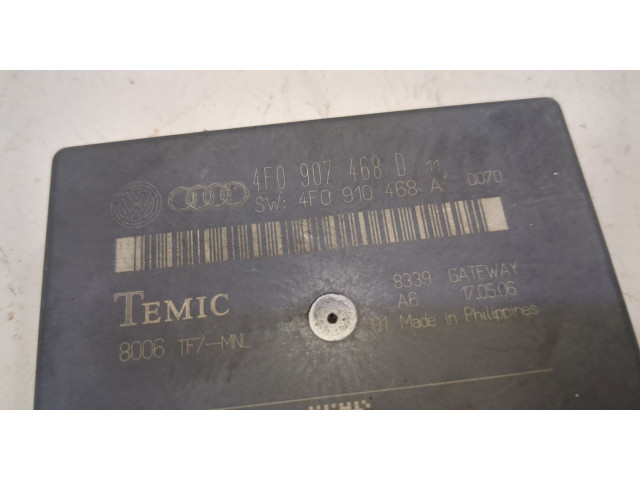 4F0 907 468 D 11
SW: 4F0 910 468 A 0070
8339 GATEWAY
TEMIC
A6 17.05.06
01 Made in Philippines
8006 TF7-MNL